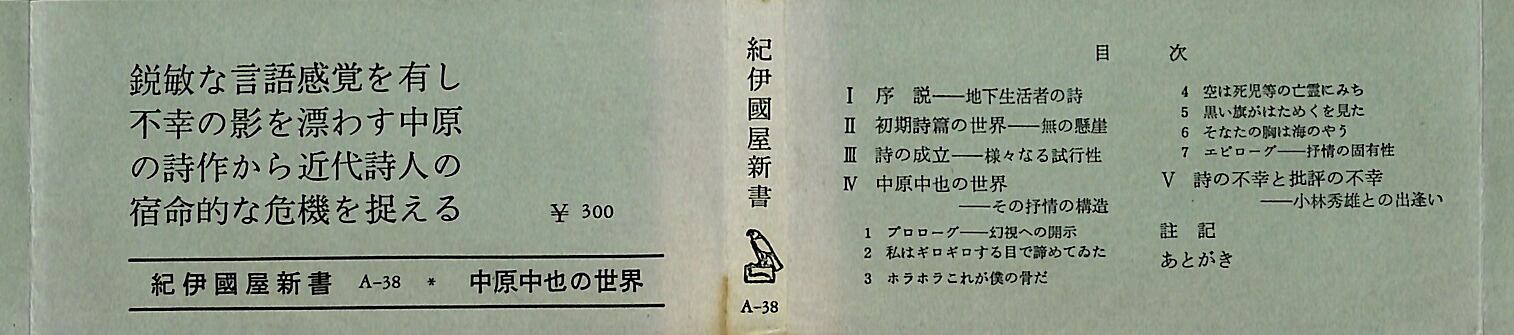 鋭敏な言語感覚を有し
不幸の影を漂わす中原
の詩作から近代詩人の
宿命的な危機を捉える
¥ 300
紀伊國屋新書 A-38 * 中原中也の世界
紀伊國屋新書
A-38
目 次
Ⅰ 序 説──地下生活者の詩
Ⅱ 初期詩篇の世界──無の懸崖
Ⅲ 詩の成立──様々なる試行性
Ⅳ 中原中也の世界
──その抒情の構造
1 プロローグ──幻視への開示
2 私はギロギロする目で諦めてゐた
3 ホラホラこれが僕の骨だ
4 空は死児等の亡霊にみち
5 黒い旗がはためくを見た
6 そなたの胸は海のやう
7 エピローグ──抒情の固有性
Ⅴ 詩の不幸と批評の不幸
──小林秀雄との出逢い
註 記
あとがき